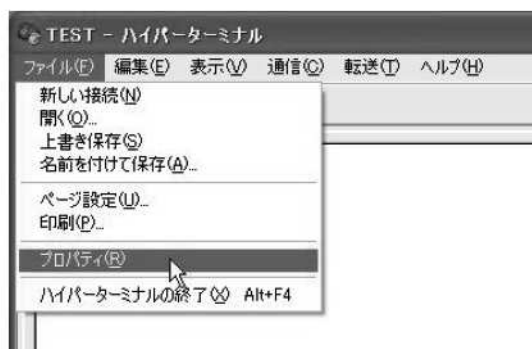 TEST - ハイパーターミナル
ファイル(F) 編集(E) 表示(V) 通信(C) 転送(T) ヘルプ(H)
新しい接続(N)
開く(O)...
上書き保存(S)
名前を付けて保存(A)...
ページ設定(U)...
印刷(P)...
プロパティ(R)
ハイパーターミナルの終了(X) Alt+F4